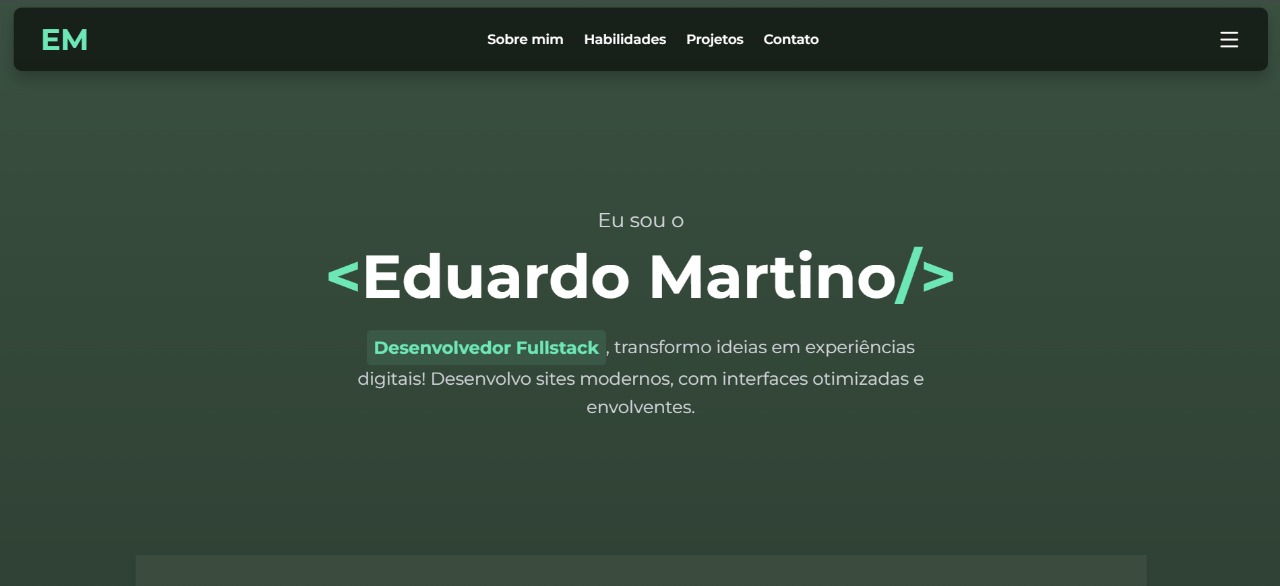 EM
Sobre mim Habilidades Projetos Contato
Eu sou o
<Eduardo Martino/>
Desenvolvedor Fullstack, transformo ideias em experiências
digitais! Desenvolvo sites modernos, com interfaces otimizadas e
envolventes.